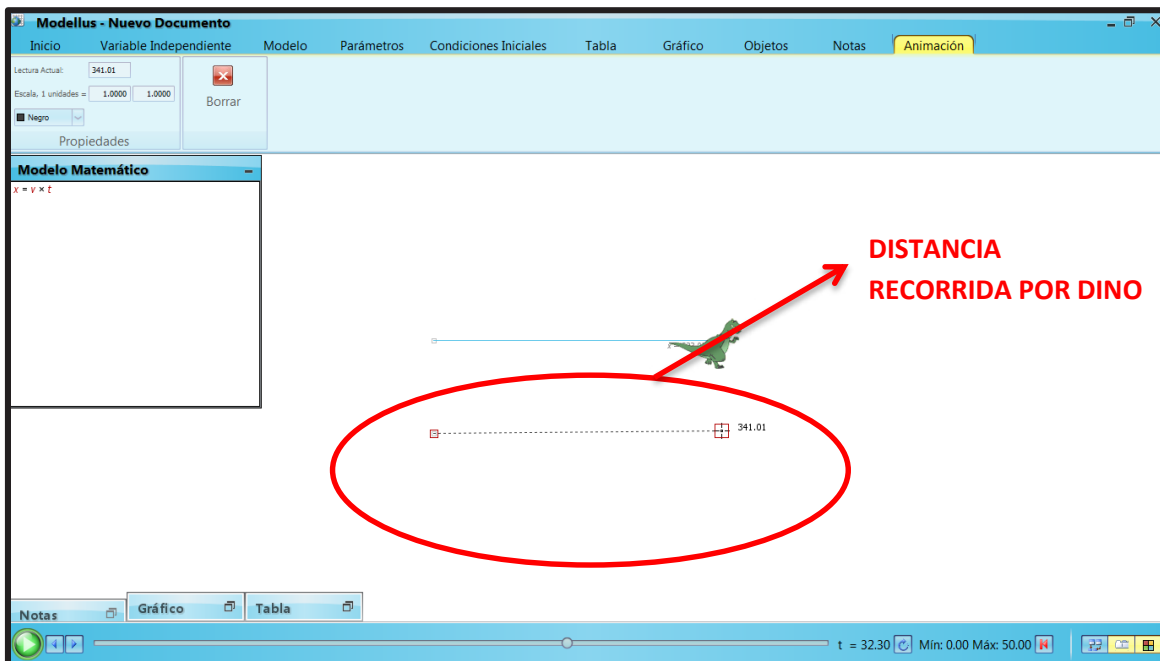 Modellus - Nuevo Documento
Inicio Variable Independiente Modelo Parámetros Condiciones Iniciales Tabla Gráfico Objetos Notas Animación
Lectura Actual: 341.01
Escala, 1 unidades = 1.0000 1.0000
Negro
Borrar
Propiedades
Modelo Matemático
x = v × t
DISTANCIA
RECORRIDA POR DINO
341.01
Notas Gráfico Tabla
t = 32.30 Mín: 0.00 Máx: 50.00